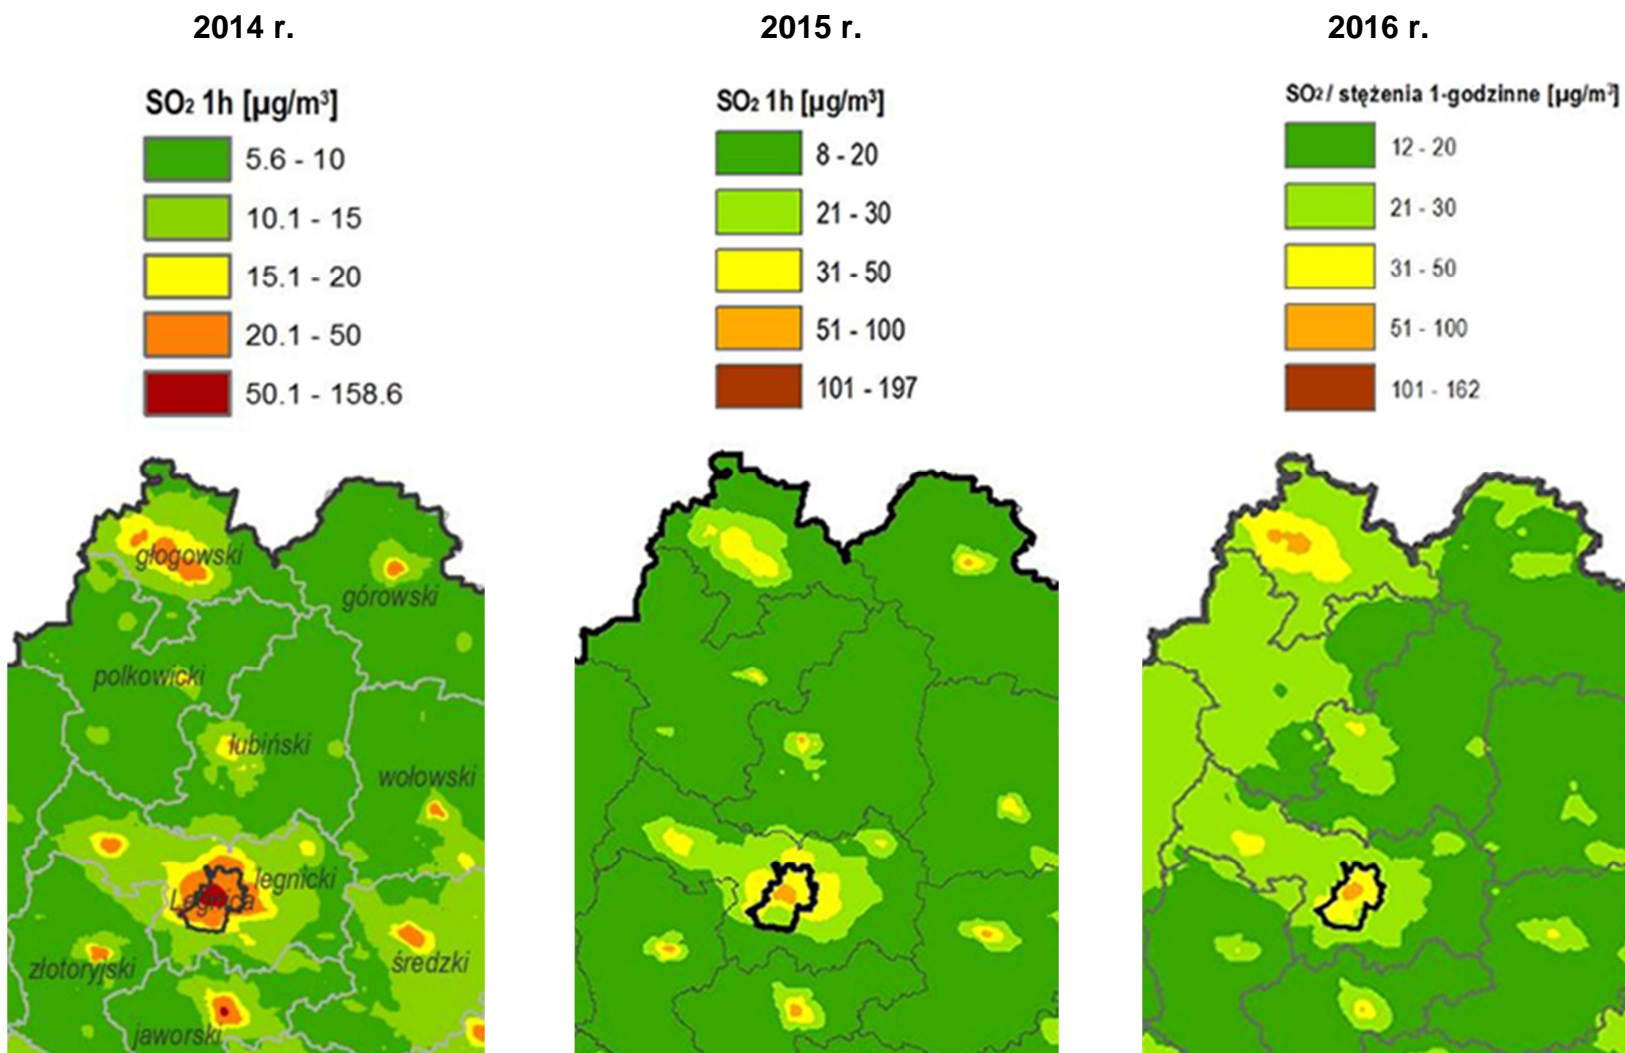 2014 r.
2015 r.
2016 r.
SO₂ 1h [µg/m³]
5.6 - 10
10.1 - 15
15.1 - 20
20.1 - 50
50.1 - 158.6
SO₂ 1h [µg/m³]
8 - 20
21 - 30
31 - 50
51 - 100
101 - 197
SO²/ stężenia 1-godzinne [µg/m³]
12 - 20
21 - 30
31 - 50
51 - 100
101 - 162
głogowski
górowski
polkowicki
lubiński
wołowski
legnicki
Legnica
złotoryjski
średzki
jaworski